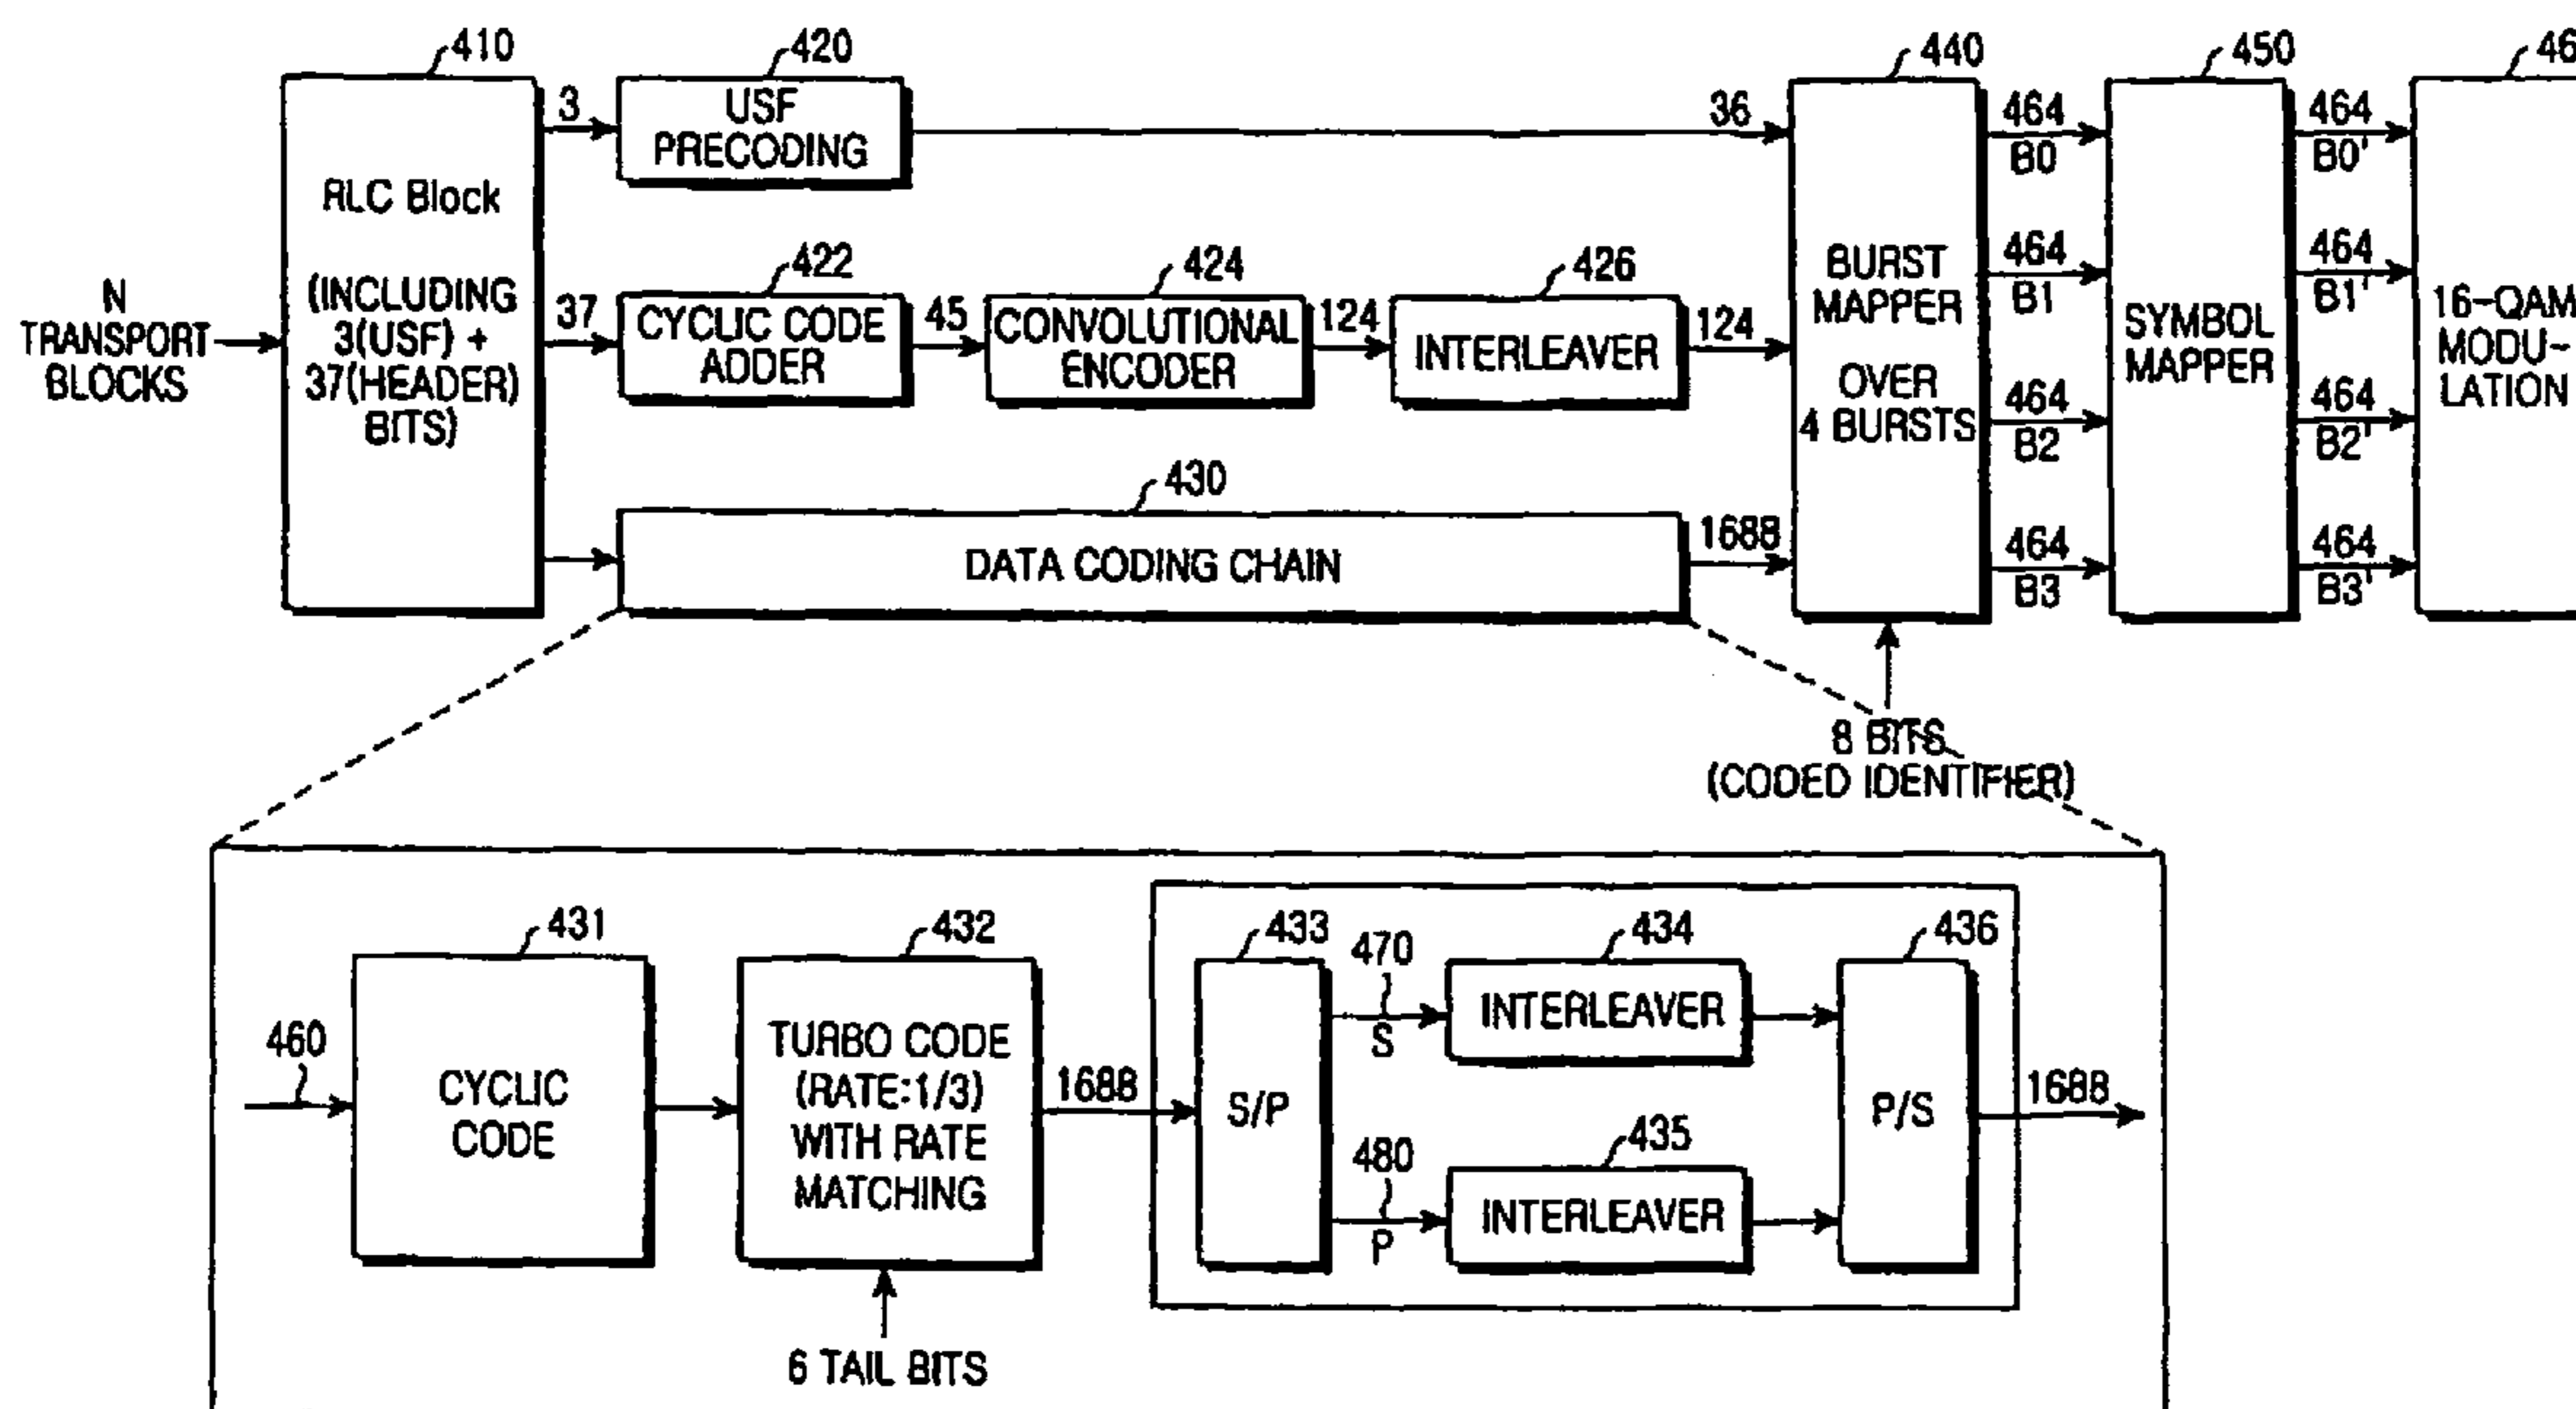 410
420
440
450
46
3
USF
PRECODING
36
464
B0
464
B0'
RLC Block
(INCLUDING
3(USF) +
37(HEADER)
BITS)
N
TRANSPORT
BLOCKS
422
424
426
37
CYCLIC CODE
ADDER
45
CONVOLUTIONAL
ENCODER
124
INTERLEAVER
124
BURST
MAPPER
OVER
4 BURSTS
464
B1
SYMBOL
MAPPER
464
B1'
16-QAM
MODU-
LATION
464
B2
464
B2'
430
DATA CODING CHAIN
1688
464
B3
464
B3'
8 BITS
(CODED IDENTIFIER)
431
432
433
470
S
434
436
460
CYCLIC
CODE
TURBO CODE
(RATE:1/3)
WITH RATE
MATCHING
1688
S/P
INTERLEAVER
P/S
1688
480
P
435
INTERLEAVER
6 TAIL BITS